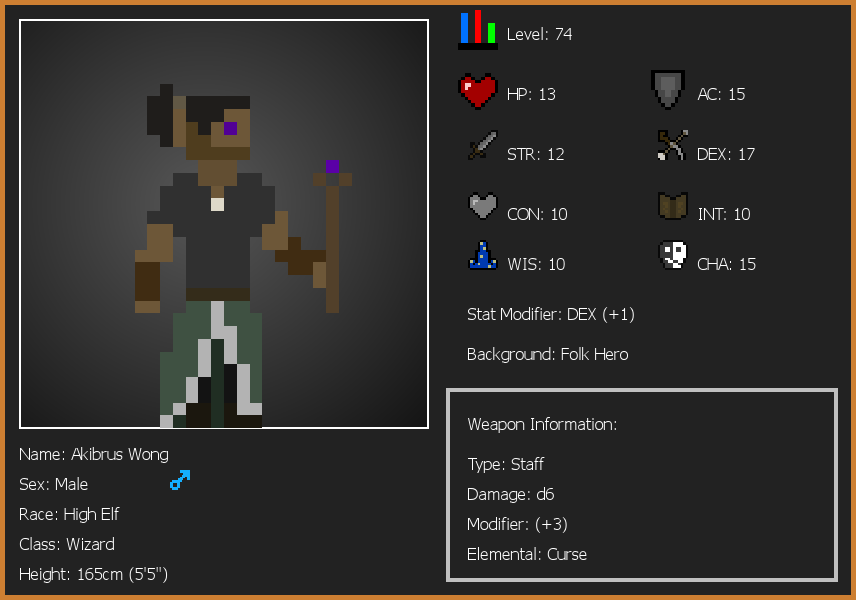 Level: 74
HP: 13
AC: 15
STR: 12
DEX: 17
CON: 10
INT: 10
WIS: 10
CHA: 15
Stat Modifier: DEX (+1)
Background: Folk Hero
Weapon Information:
Type: Staff
Damage: d6
Modifier: (+3)
Elemental: Curse
Name: Akibrus Wong
Sex: Male
Race: High Elf
Class: Wizard
Height: 165cm (5'5")